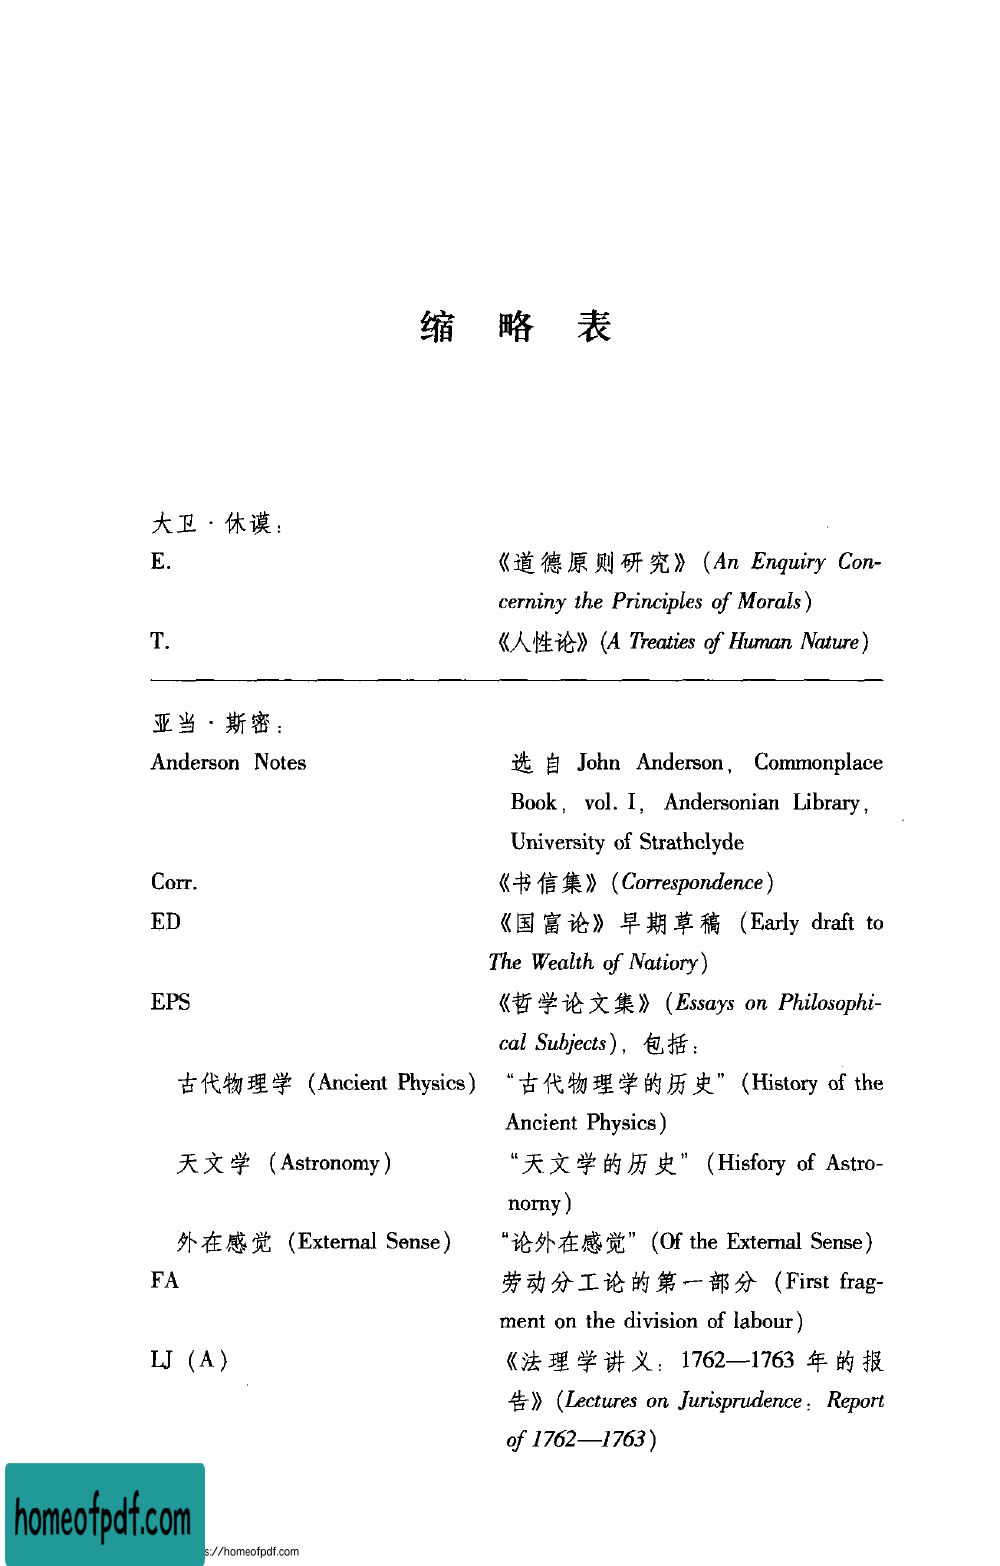 缩 略 表
大卫·休谟：
E. 《道德原则研究》（An Enquiry Con-
cerniny the Principles of Morals）
T. 《人性论》（A Treaties of Human Nature）
亚当·斯密：
Anderson Notes 选自 John Anderson, Commonplace
Book, vol. I, Andersonian Library,
University of Strathclyde
Corr. 《书信集》（Correspondence）
ED 《国富论》早期草稿（Early draft to
The Wealth of Natiory）
EPS 《哲学论文集》（Essays on Philosophi-
cal Subjects），包括：
古代物理学（Ancient Physics） “古代物理学的历史”（History of the
Ancient Physics）
天文学（Astronomy） “天文学的历史”（Hisfory of Astro-
nomy）
外在感觉（External Sense） “论外在感觉”（Of the External Sense）
FA 劳动分工论的第一部分（First frag-
ment on the division of labour）
LJ（A） 《法理学讲义：1762—1763 年的报
告》（Lectures on Jurisprudence：Report
of 1762—1763）
homeofpdf.com
s://homeofpdf.com